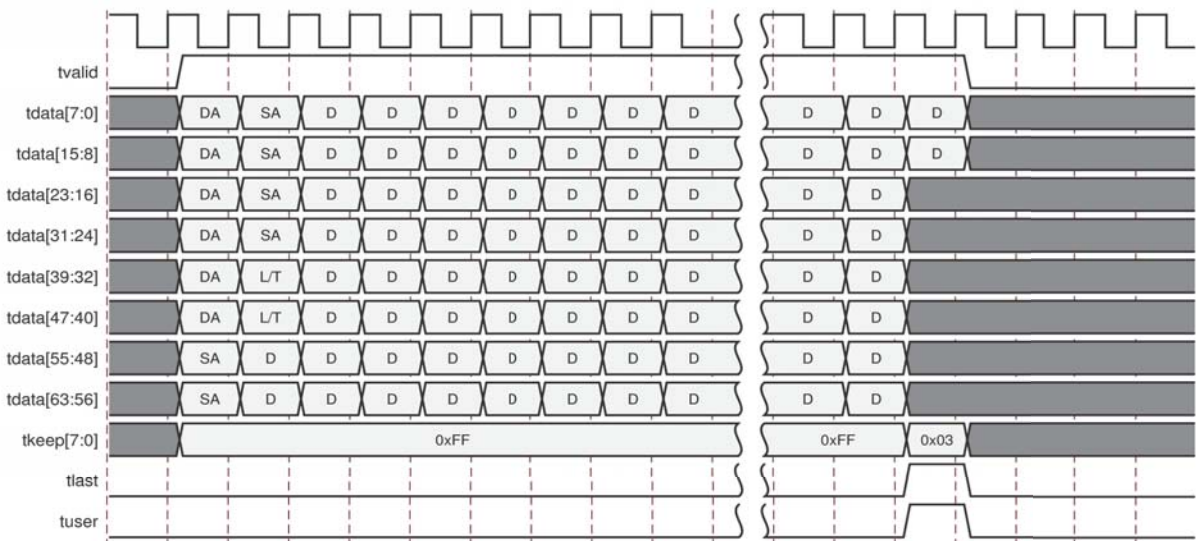 tvalid
tdata[7:0] DA SA D D D D D D D D D D
tdata[15:8] DA SA D D D D D D D D D D
tdata[23:16] DA SA D D D D D D D D D
tdata[31:24] DA SA D D D D D D D D D
tdata[39:32] DA L/T D D D D D D D D D
tdata[47:40] DA L/T D D D D D D D D D
tdata[55:48] SA D D D D D D D D D D
tdata[63:56] SA D D D D D D D D D D
tkeep[7:0] 0xFF 0xFF 0x03
tlast
tuser